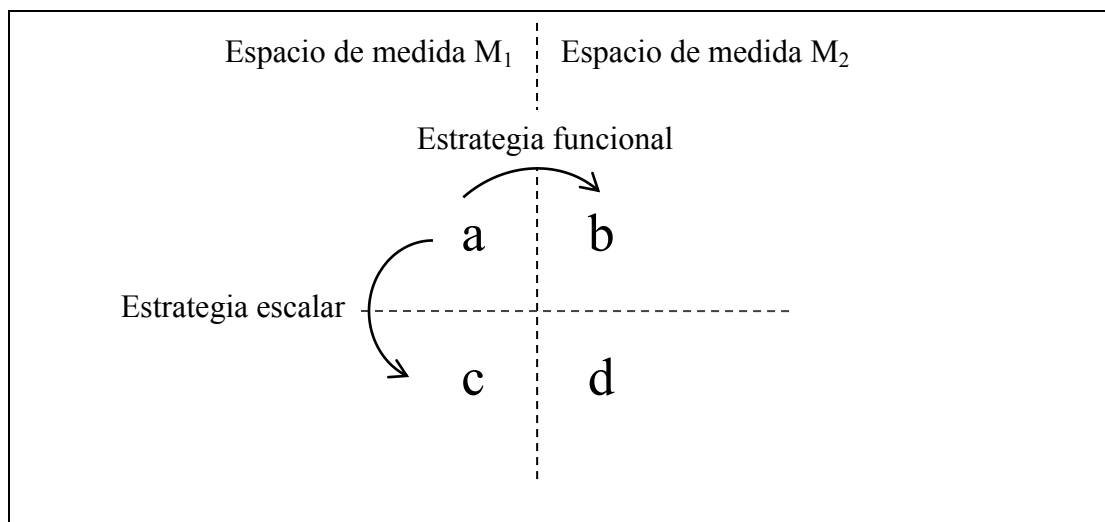 Espacio de medida M₁ Espacio de medida M₂
Estrategia funcional
a b
Estrategia escalar
c d